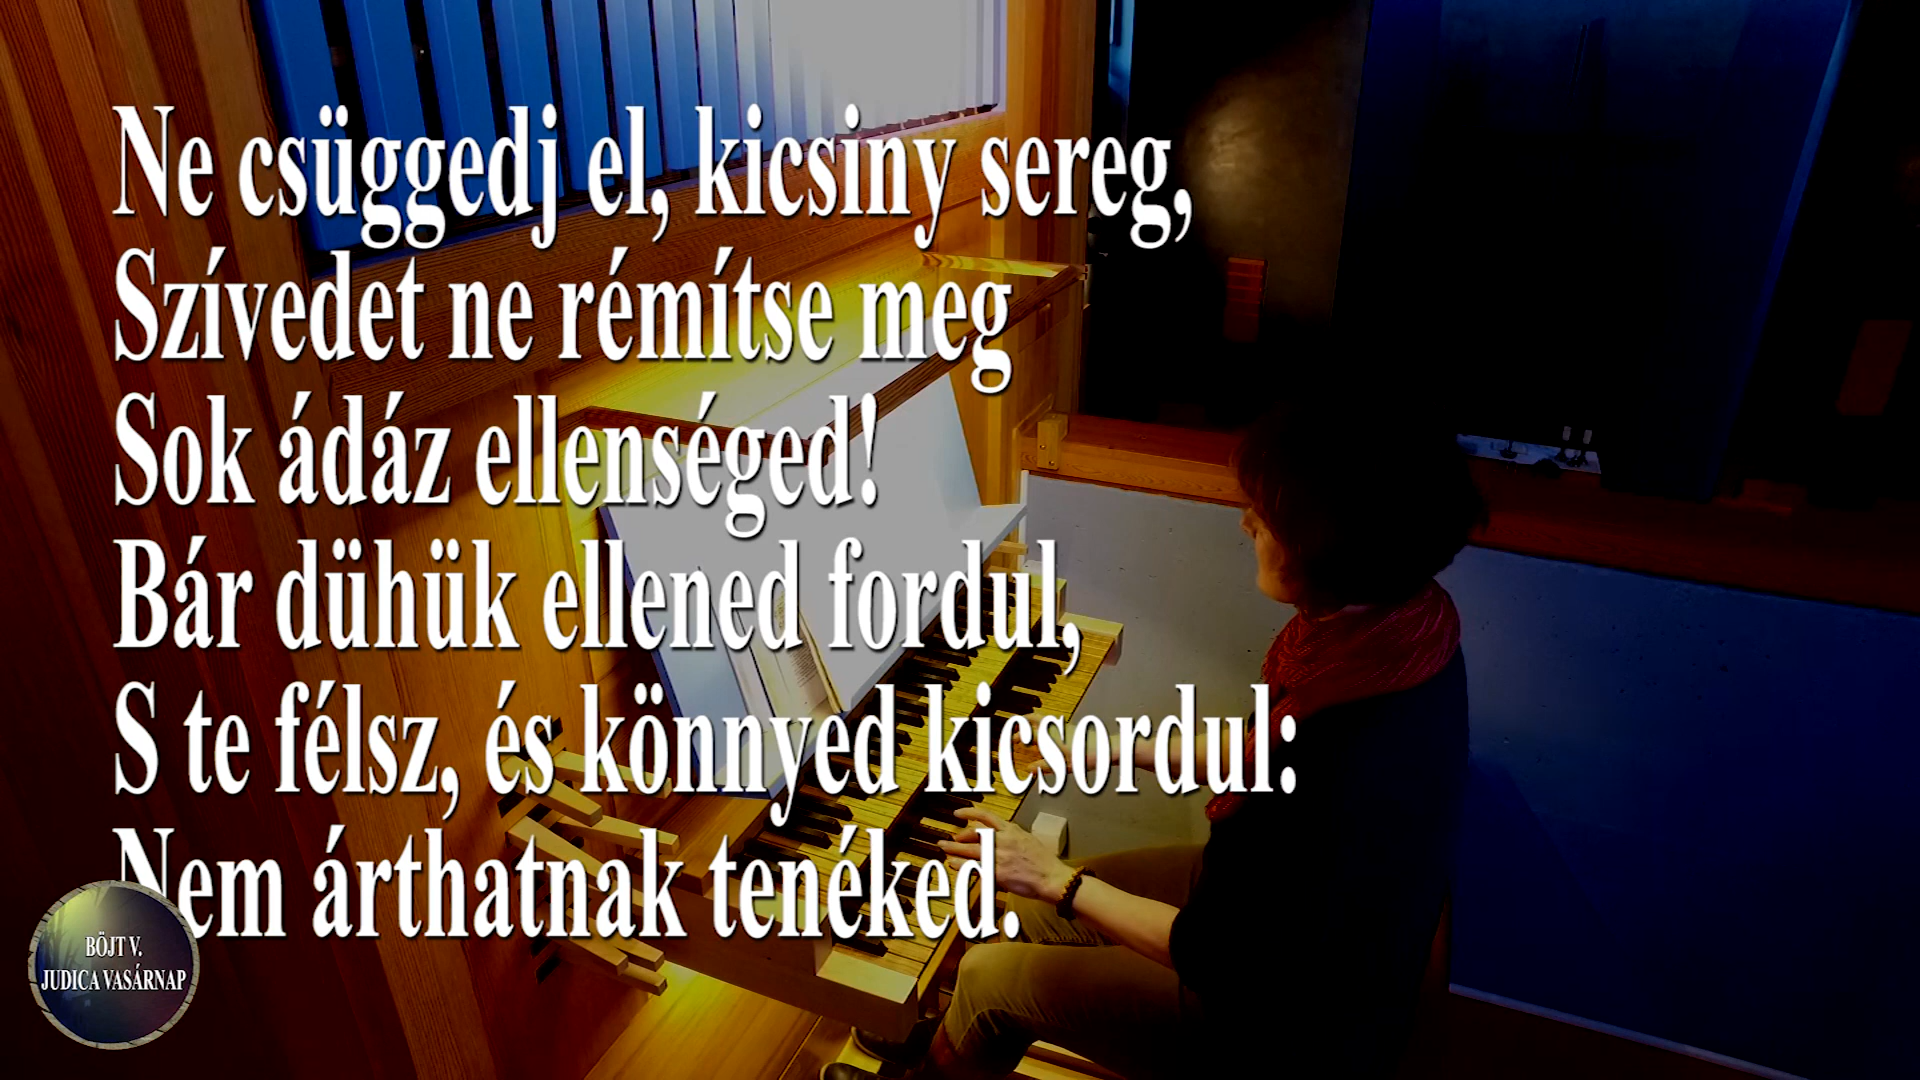 Ne csüggedj el, kicsiny sereg,
Szívedet ne rémítse meg
Sok ádáz ellenséged!
Bár dühük ellened fordul,
S te félsz, és könnyed kicsordul:
Nem árthatnak tenéked.
BÖJT V.
JUDICA VASÁRNAP